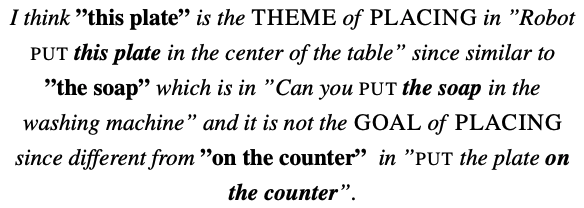 I think ”this plate” is the THEME of PLACING in ”Robot
PUT this plate in the center of the table” since similar to
”the soap” which is in ”Can you PUT the soap in the
washing machine” and it is not the GOAL of PLACING
since different from ”on the counter” in ”PUT the plate on
the counter”.